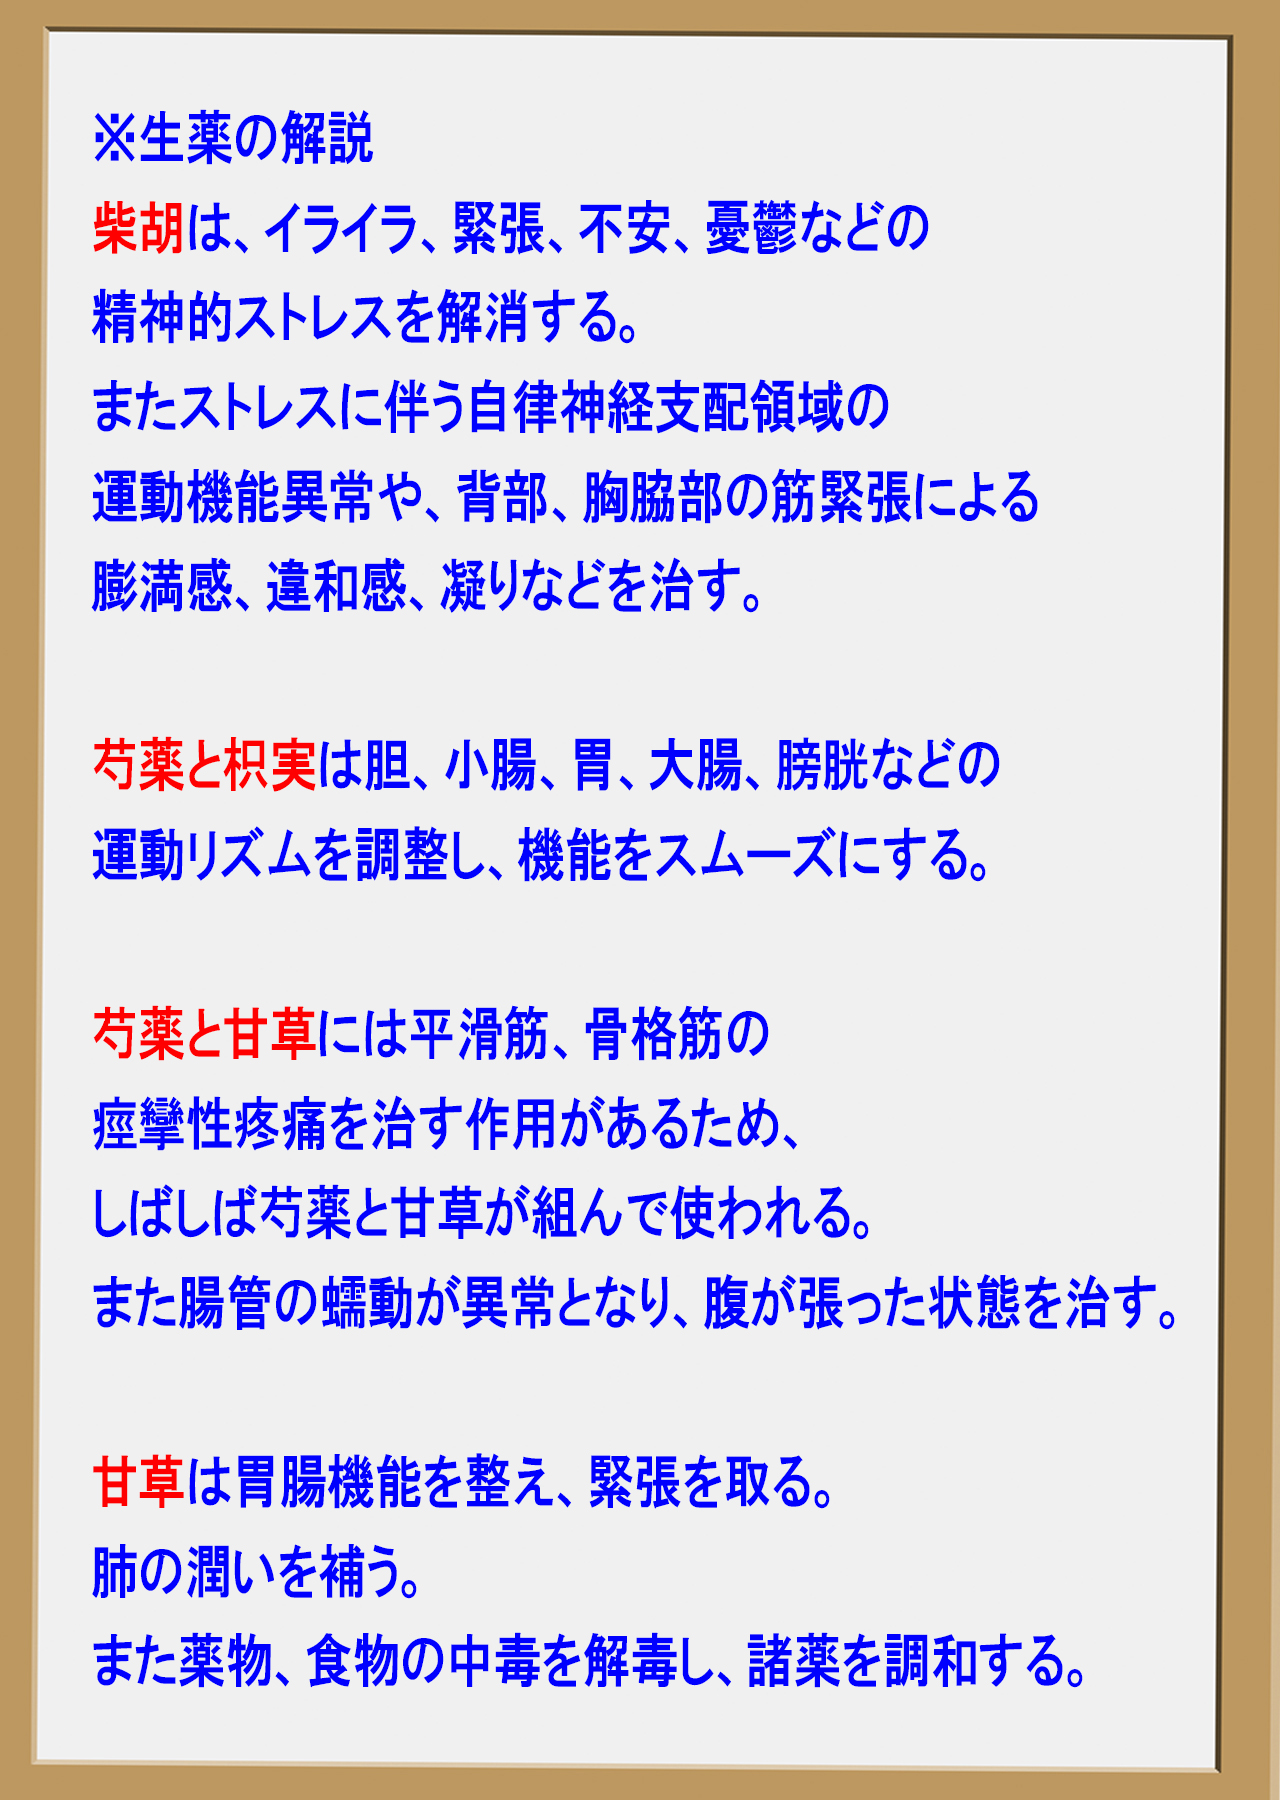 ※生薬の解説
柴胡は、イライラ、緊張、不安、憂鬱などの
精神的ストレスを解消する。
またストレスに伴う自律神経支配領域の
運動機能異常や、背部、胸脇部の筋緊張による
膨満感、違和感、凝りなどを治す。
芍薬と枳実は胆、小腸、胃、大腸、膀胱などの
運動リズムを調整し、機能をスムーズにする。
芍薬と甘草には平滑筋、骨格筋の
痙攣性疼痛を治す作用があるため、
しばしば芍薬と甘草が組んで使われる。
また腸管の蠕動が異常となり、腹が張った状態を治す。
甘草は胃腸機能を整え、緊張を取る。
肺の潤いを補う。
また薬物、食物の中毒を解毒し、諸薬を調和する。